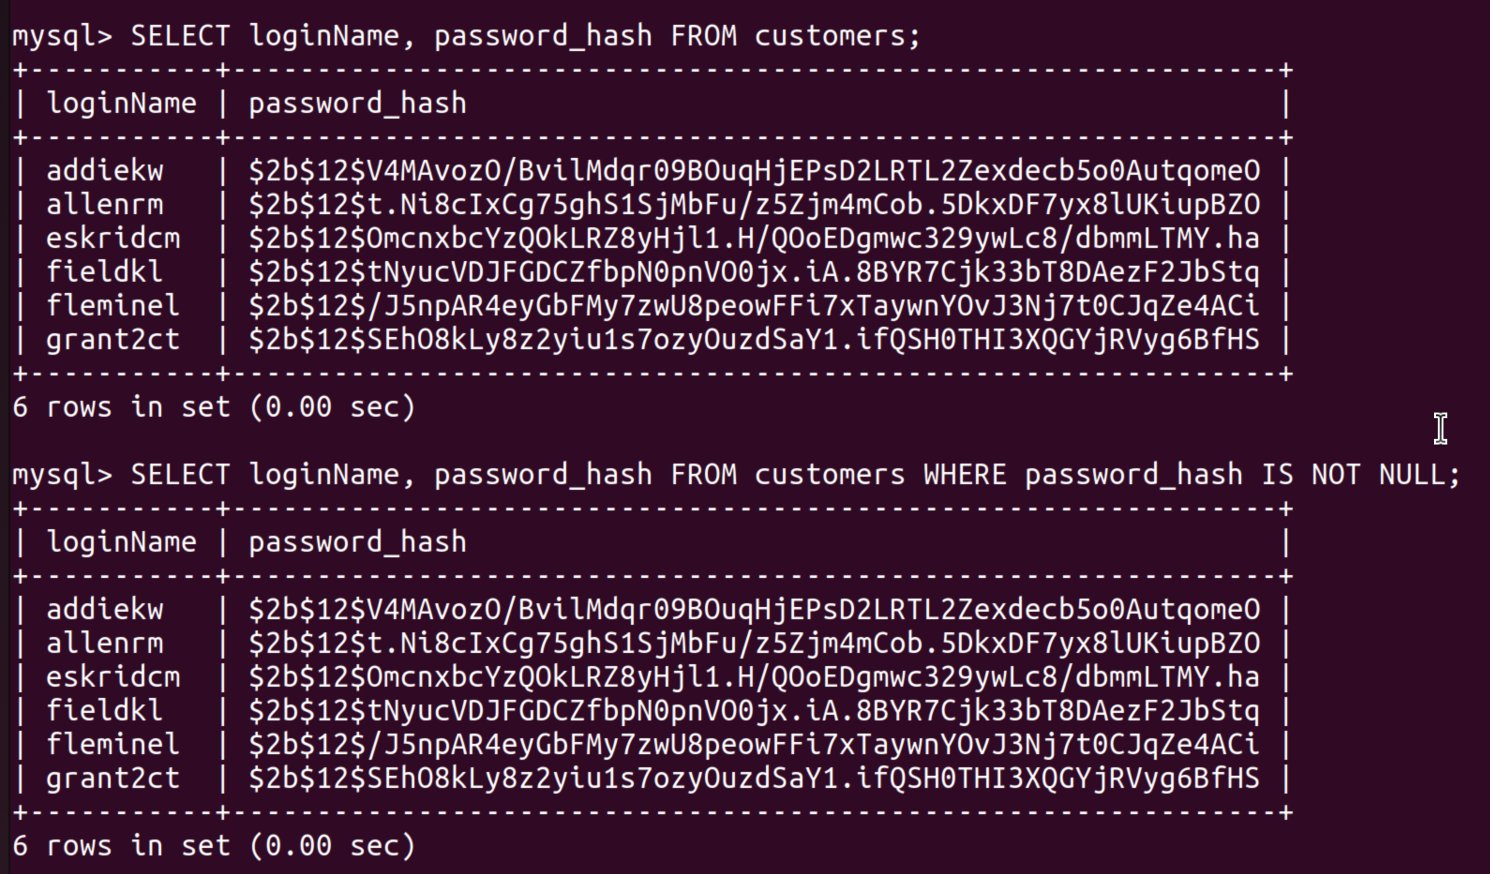 mysql> SELECT loginName, password_hash FROM customers;
+-----------+--------------------------------------------------------------+
| loginName | password_hash                                                |
+-----------+--------------------------------------------------------------+
| addiekw   | $2b$12$V4MAvozO/BvilMdqr09BOuqHjEPsD2LRTL2Zexdecb5o0AutqomeO |
| allenrm   | $2b$12$t.Ni8cIxCg75ghS1SjMbFu/z5Zjm4mCob.5DkxDF7yx8lUKiupBZO |
| eskridcm  | $2b$12$OmcnxbcYzQOkLRZ8yHjl1.H/QOoEDgmwc329ywLc8/dbmmLTMY.ha |
| fieldkl   | $2b$12$tNyucVDJFGDCZfbpN0pnVO0jx.iA.8BYR7Cjk33bT8DAezF2JbStq |
| fleminel  | $2b$12$/J5npAR4eyGbFMy7zwU8peowFFi7xTaywnYOvJ3Nj7t0CJqZe4ACi |
| grant2ct  | $2b$12$SEhO8kLy8z2yiu1s7ozyOuzdSaY1.ifQSH0THI3XQGYjRVyg6BfHS |
+-----------+--------------------------------------------------------------+
6 rows in set (0.00 sec)

mysql> SELECT loginName, password_hash FROM customers WHERE password_hash IS NOT NULL;
+-----------+--------------------------------------------------------------+
| loginName | password_hash                                                |
+-----------+--------------------------------------------------------------+
| addiekw   | $2b$12$V4MAvozO/BvilMdqr09BOuqHjEPsD2LRTL2Zexdecb5o0AutqomeO |
| allenrm   | $2b$12$t.Ni8cIxCg75ghS1SjMbFu/z5Zjm4mCob.5DkxDF7yx8lUKiupBZO |
| eskridcm  | $2b$12$OmcnxbcYzQOkLRZ8yHjl1.H/QOoEDgmwc329ywLc8/dbmmLTMY.ha |
| fieldkl   | $2b$12$tNyucVDJFGDCZfbpN0pnVO0jx.iA.8BYR7Cjk33bT8DAezF2JbStq |
| fleminel  | $2b$12$/J5npAR4eyGbFMy7zwU8peowFFi7xTaywnYOvJ3Nj7t0CJqZe4ACi |
| grant2ct  | $2b$12$SEhO8kLy8z2yiu1s7ozyOuzdSaY1.ifQSH0THI3XQGYjRVyg6BfHS |
+-----------+--------------------------------------------------------------+
6 rows in set (0.00 sec)